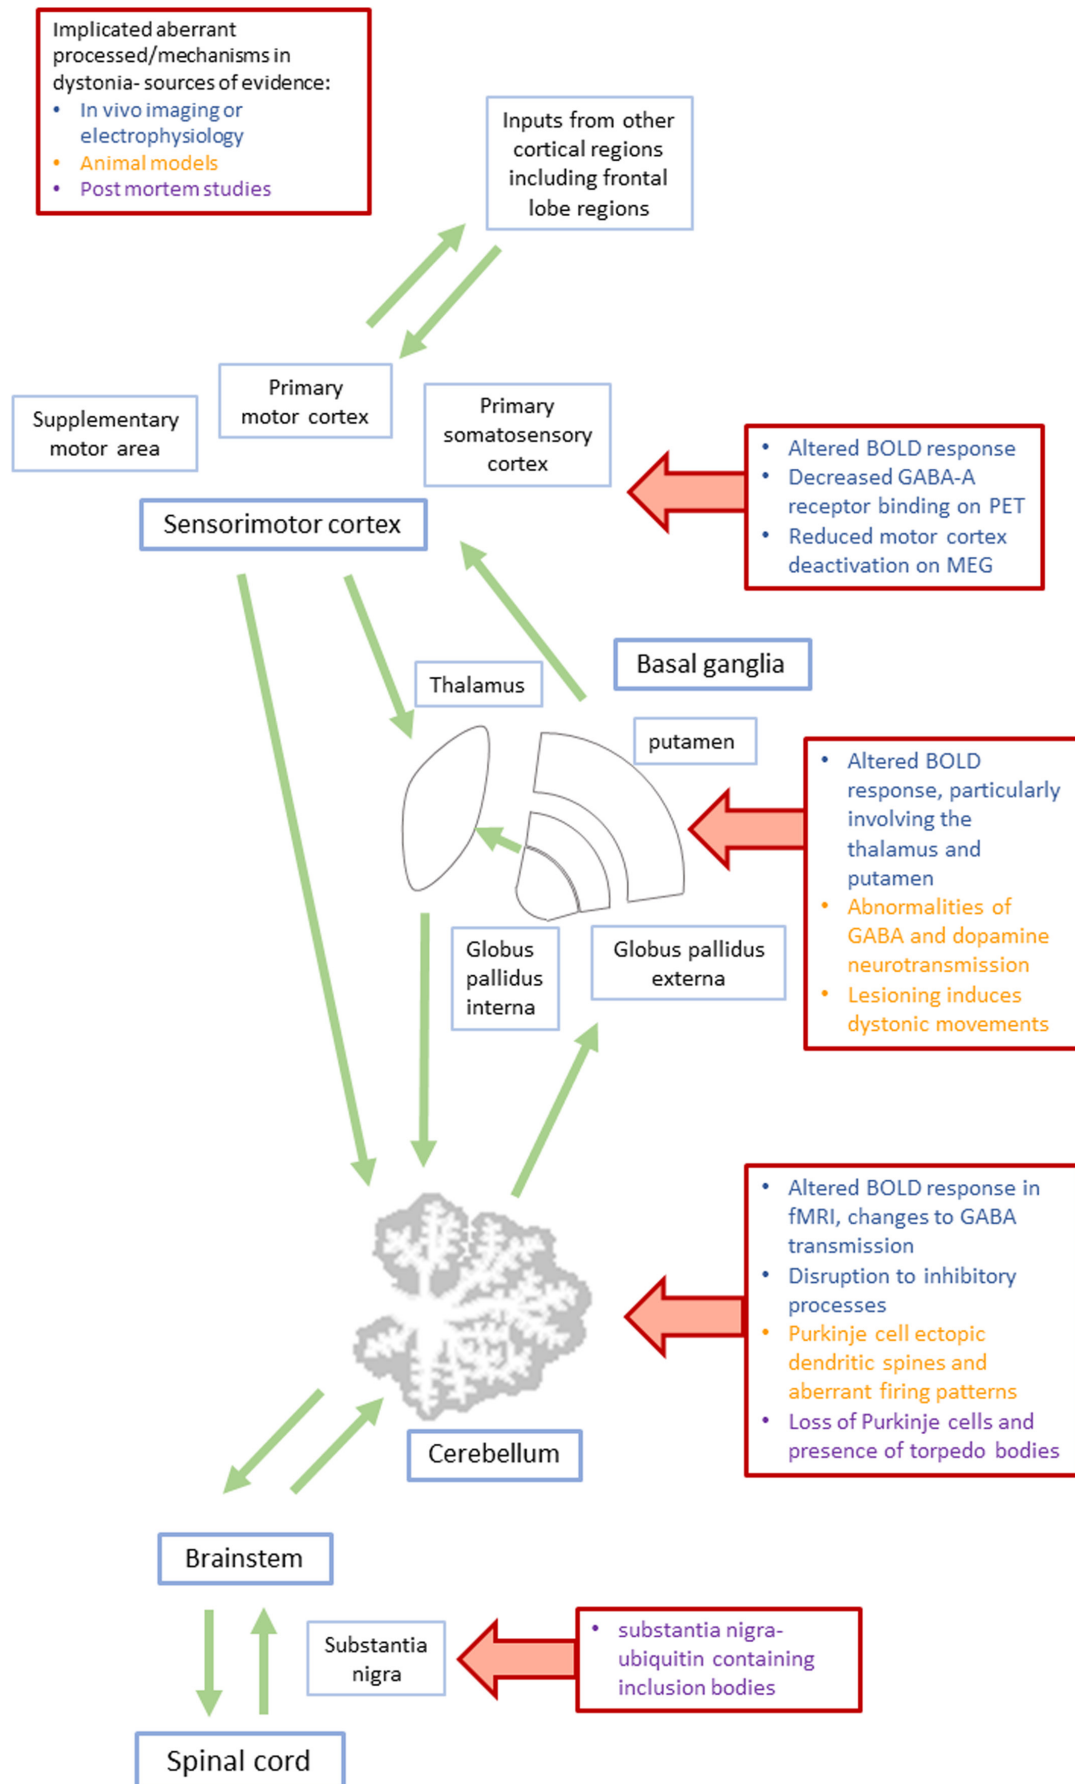 Implicated aberrant
processed/mechanisms in
dystonia- sources of evidence:
• In vivo imaging or
electrophysiology
• Animal models
• Post mortem studies
Inputs from other
cortical regions
including frontal
lobe regions
Supplementary
motor area
Primary
motor cortex
Primary
somatosensory
cortex
Sensorimotor cortex
• Altered BOLD response
• Decreased GABA-A
receptor binding on PET
• Reduced motor cortex
deactivation on MEG
Basal ganglia
Thalamus
putamen
• Altered BOLD
response, particularly
involving the
thalamus and
putamen
• Abnormalities of
GABA and dopamine
neurotransmission
• Lesioning induces
dystonic movements
Globus
pallidus
interna
Globus pallidus
externa
• Altered BOLD response in
fMRI, changes to GABA
transmission
• Disruption to inhibitory
processes
• Purkinje cell ectopic
dendritic spines and
aberrant firing patterns
• Loss of Purkinje cells and
presence of torpedo bodies
Cerebellum
Brainstem
Substantia
nigra
• substantia nigra-
ubiquitin containing
inclusion bodies
Spinal cord